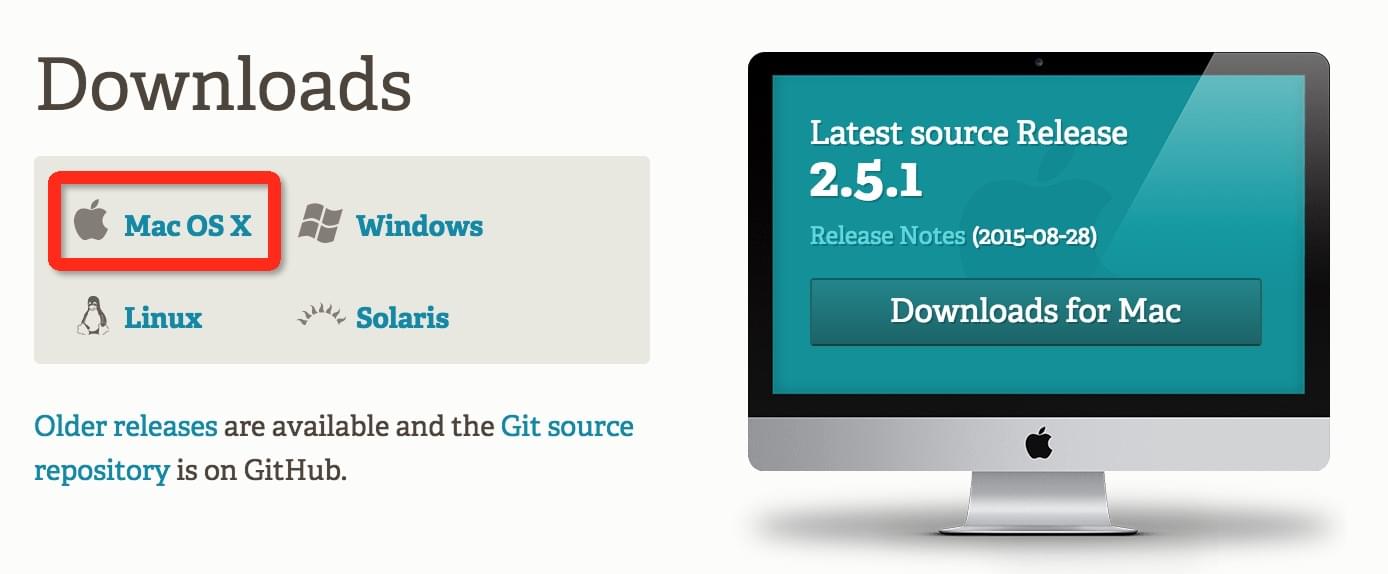 Downloads
Mac OS X
Windows
Linux
Solaris
Older releases are available and the Git source
repository is on GitHub.
Latest source Release
2.5.1
Release Notes (2015-08-28)
Downloads for Mac